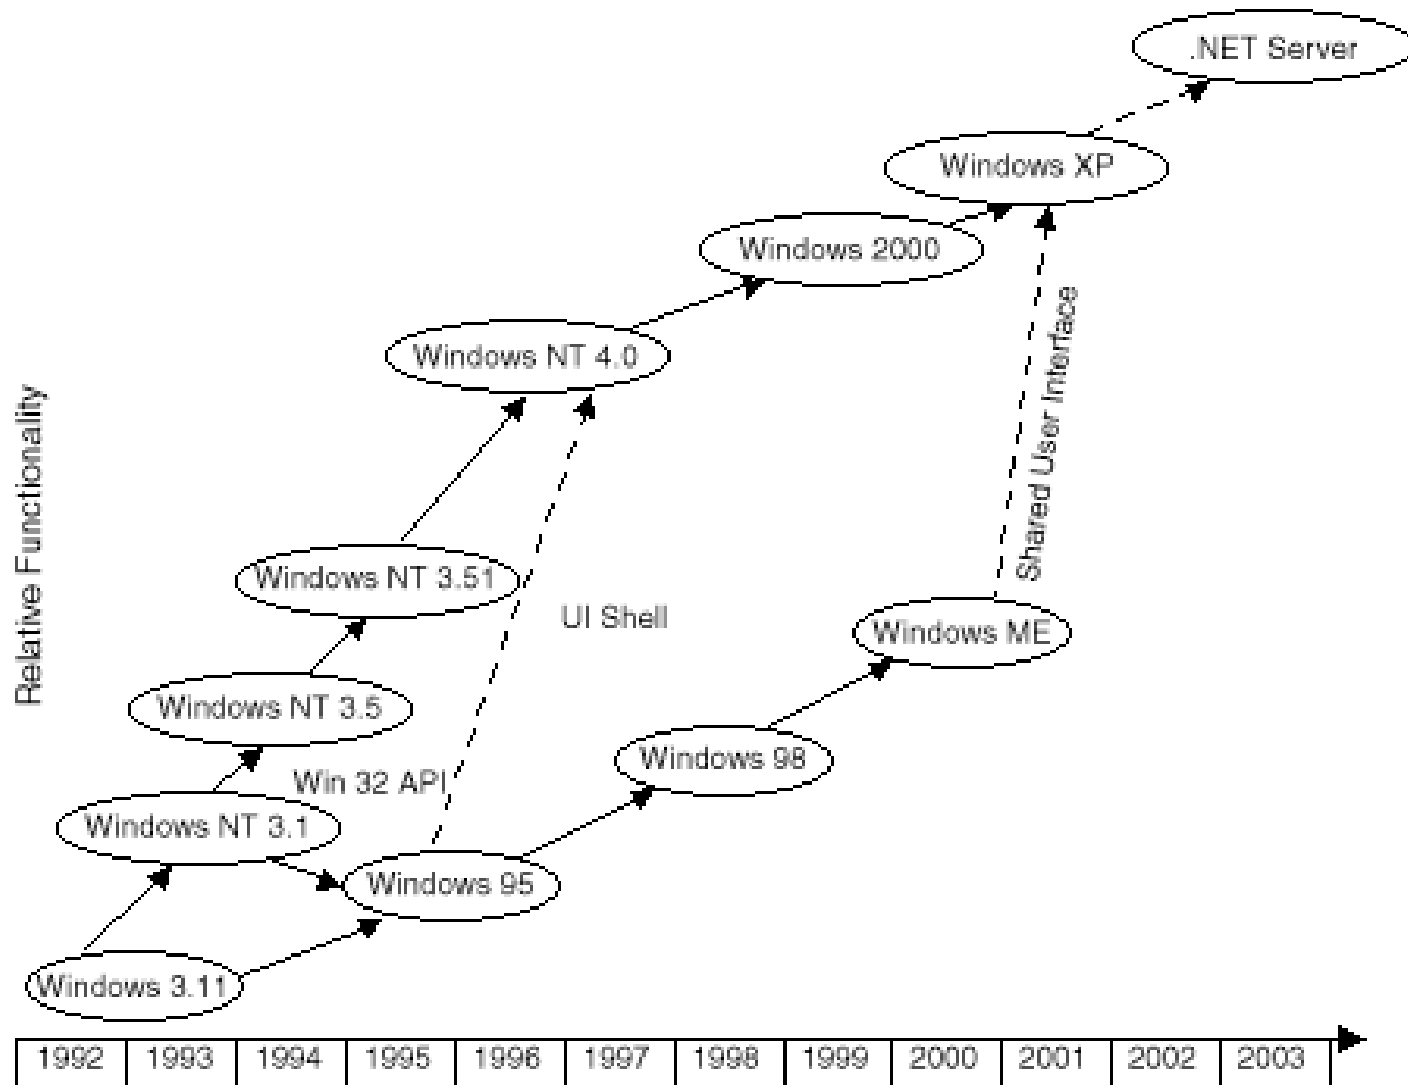 .NET Server
Windows XP
Windows 2000
Windows NT 4.0
Shared User Interface
Relative Functionality
Windows NT 3.51
UI Shell
Windows ME
Windows NT 3.5
Windows 98
Win 32 API
Windows NT 3.1
Windows 95
Windows 3.11
1992 1993 1994 1995 1996 1997 1998 1999 2000 2001 2002 2003